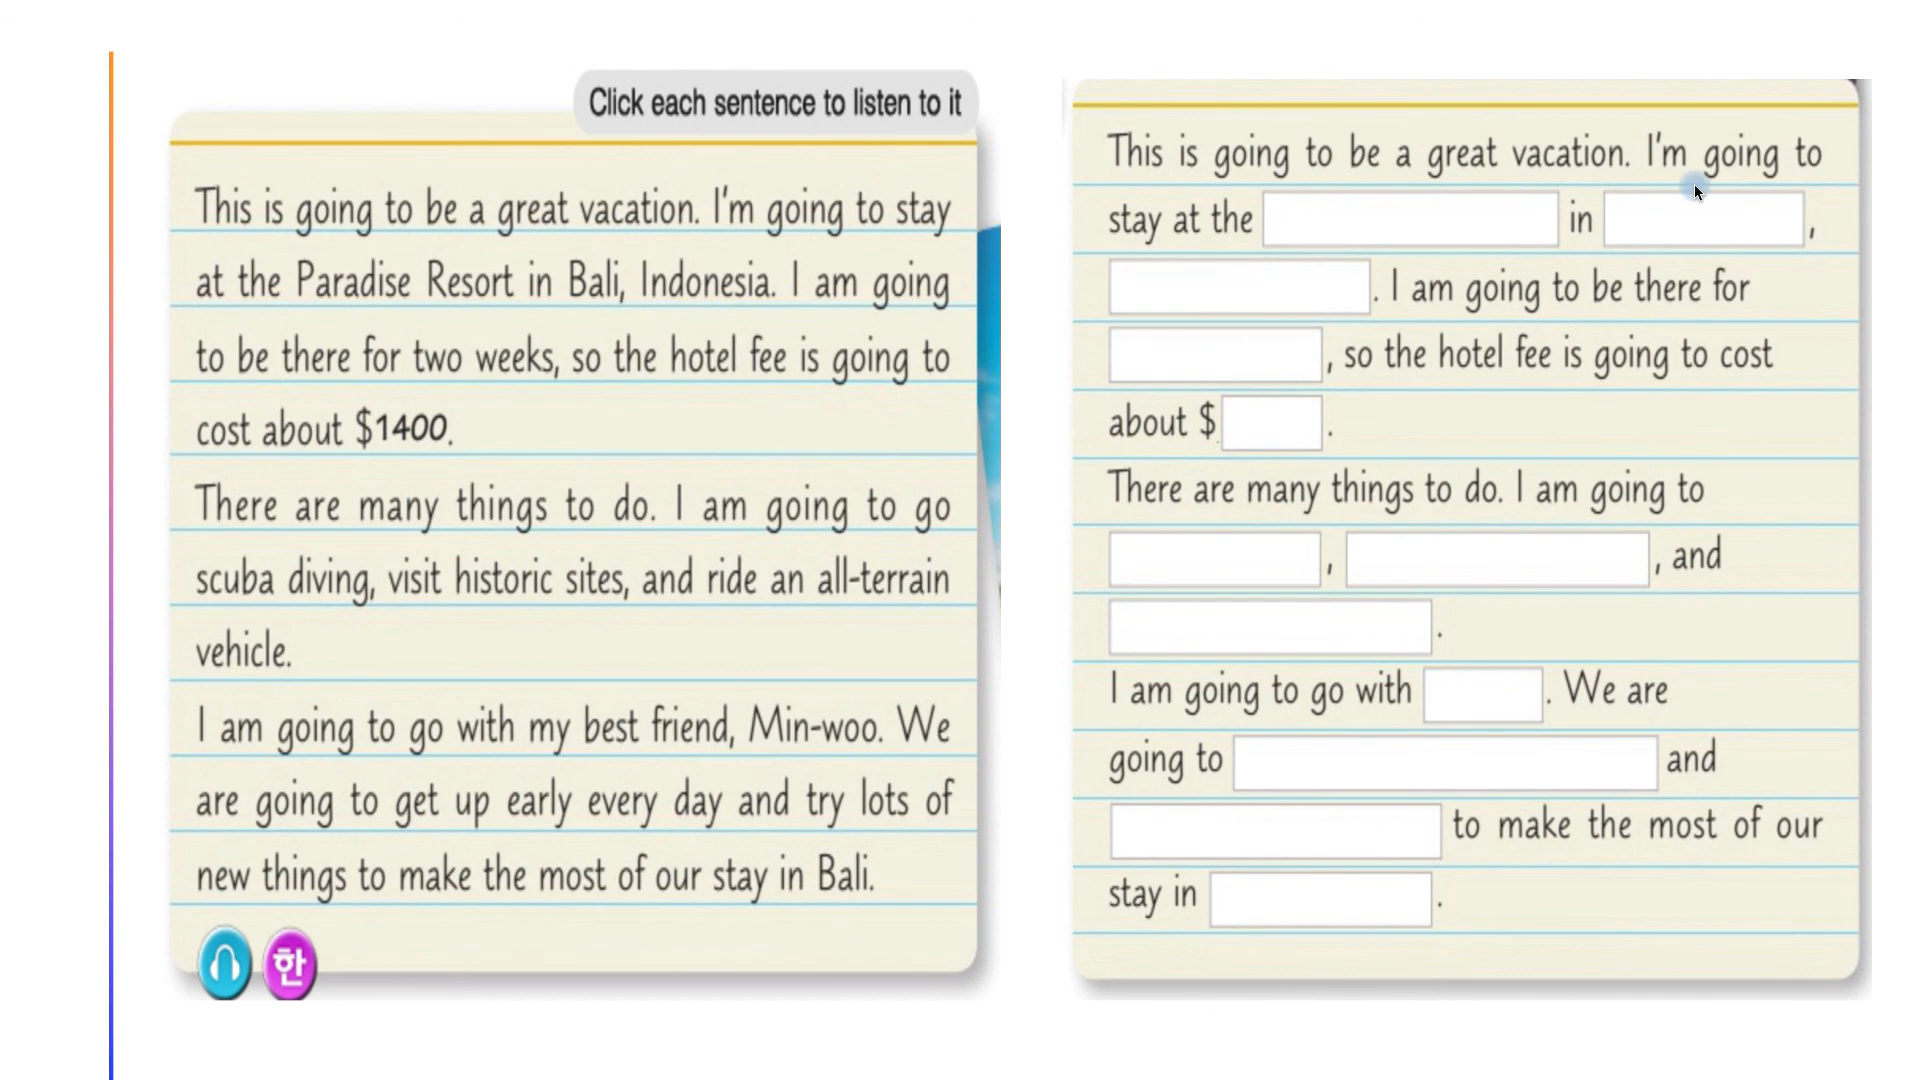 Click each sentence to listen to it
This is going to be a great vacation. I'm going to stay
at the Paradise Resort in Bali, Indonesia. I am going
to be there for two weeks, so the hotel fee is going to
cost about $1400.
There are many things to do. I am going to go
scuba diving, visit historic sites, and ride an all-terrain
vehicle.
I am going to go with my best friend, Min-woo. We
are going to get up early every day and try lots of
new things to make the most of our stay in Bali.
한
This is going to be a great vacation. I'm going to
stay at the in ,
. I am going to be there for
, so the hotel fee is going to cost
about $ .
There are many things to do. I am going to
, , and
.
I am going to go with . We are
going to and
to make the most of our
stay in .